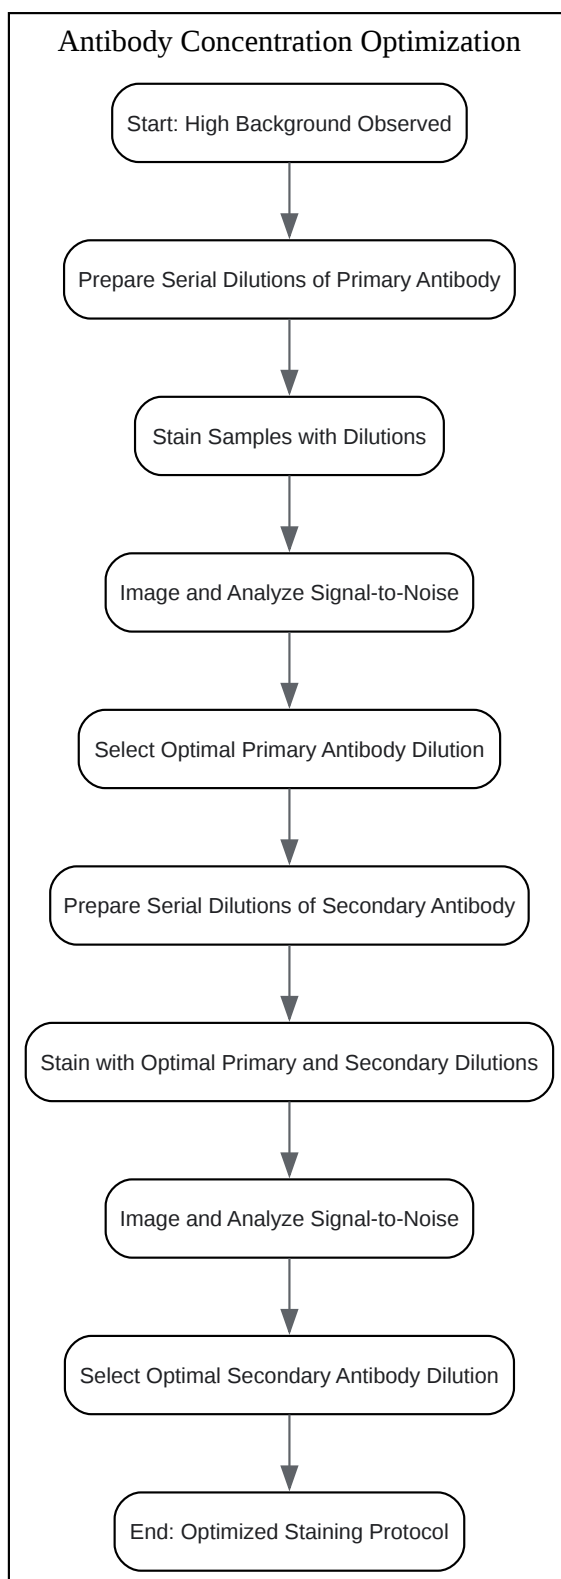 Antibody Concentration Optimization
Start: High Background Observed
Prepare Serial Dilutions of Primary Antibody
Stain Samples with Dilutions
Image and Analyze Signal-to-Noise
Select Optimal Primary Antibody Dilution
Prepare Serial Dilutions of Secondary Antibody
Stain with Optimal Primary and Secondary Dilutions
Image and Analyze Signal-to-Noise
Select Optimal Secondary Antibody Dilution
End: Optimized Staining Protocol